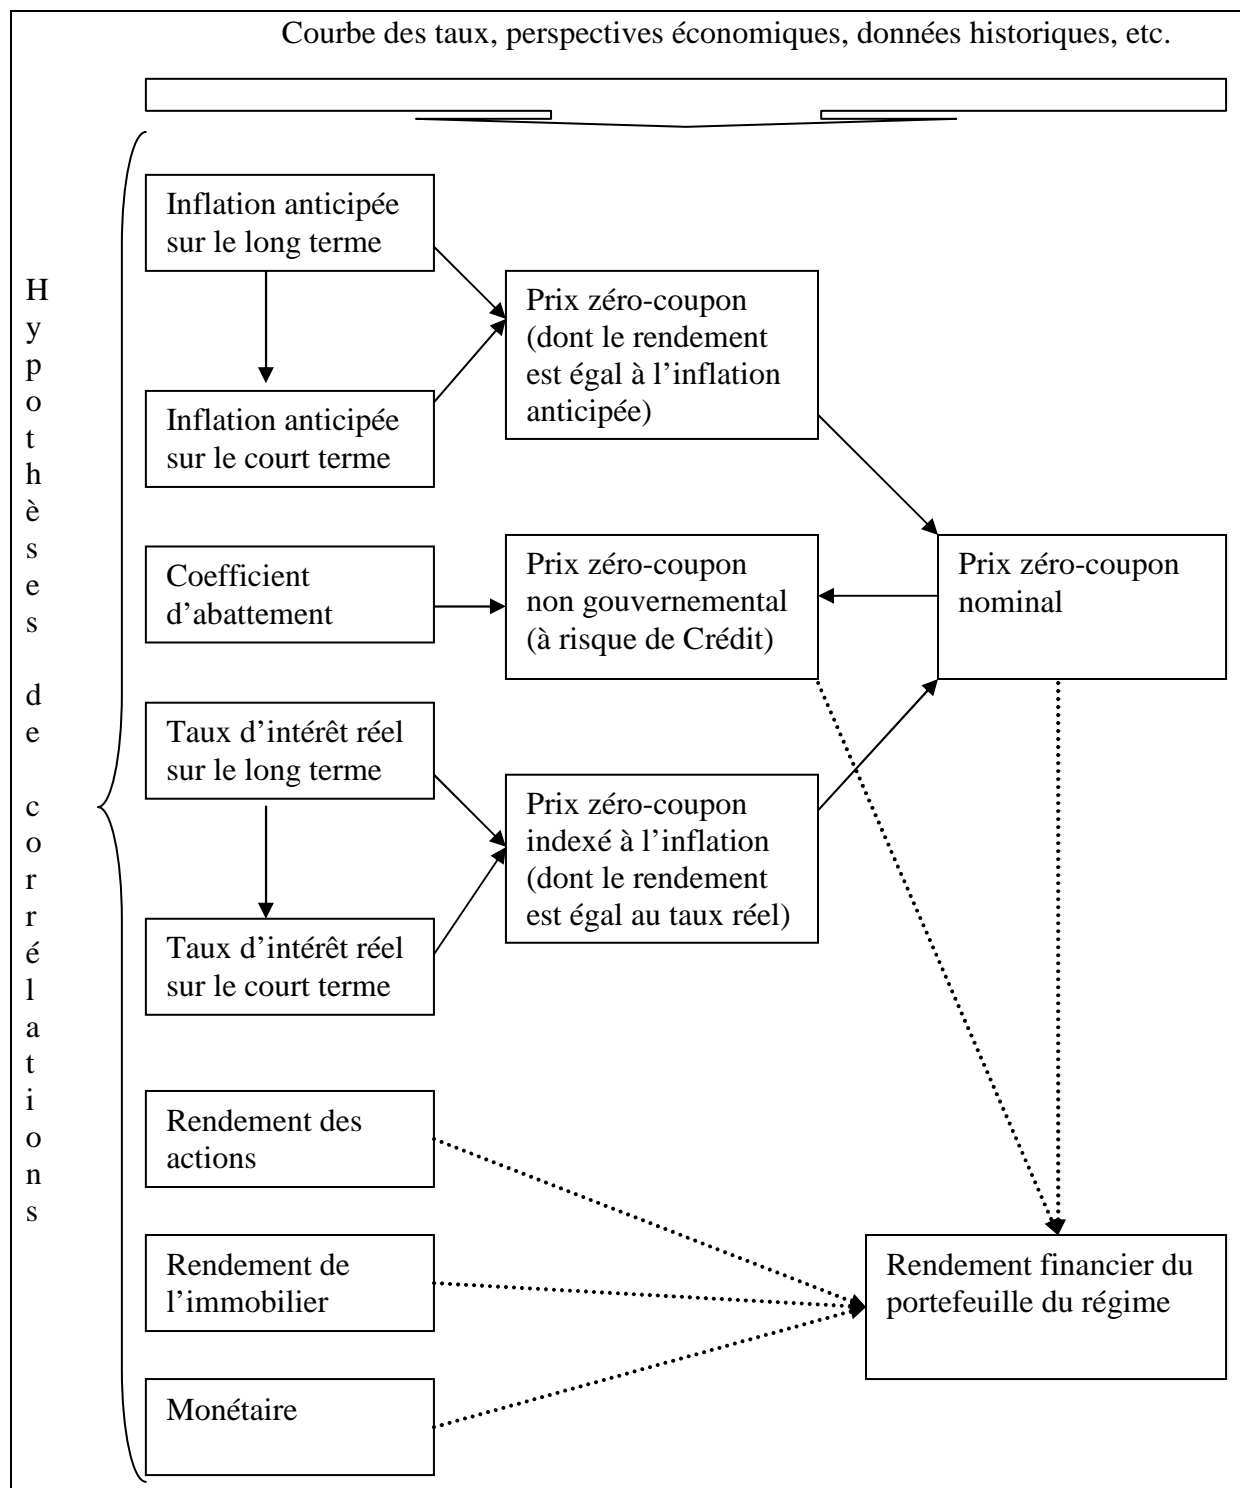 Courbe des taux, perspectives économiques, données historiques, etc.
Hypothèses de corrélations
Inflation anticipée
sur le long terme
Inflation anticipée
sur le court terme
Prix zéro-coupon
(dont le rendement
est égal à l’inflation
anticipée)
Coefficient
d’abattement
Prix zéro-coupon
non gouvernemental
(à risque de Crédit)
Prix zéro-coupon
nominal
Taux d’intérêt réel
sur le long terme
Taux d’intérêt réel
sur le court terme
Prix zéro-coupon
indexé à l’inflation
(dont le rendement
est égal au taux réel)
Rendement des
actions
Rendement de
l’immobilier
Monétaire
Rendement financier du
portefeuille du régime